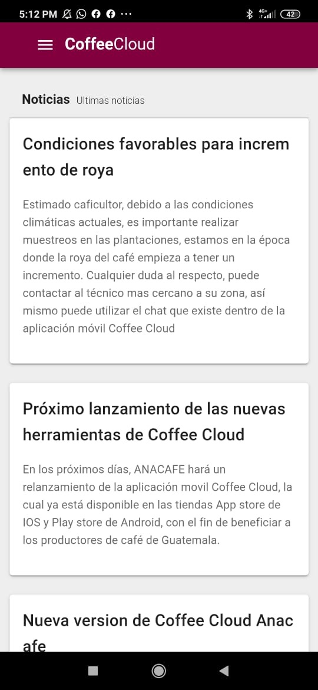 5:12 PM
4G+
42
CoffeeCloud
Noticias Ultimas noticias
Condiciones favorables para increm
ento de roya
Estimado caficultor, debido a las condiciones
climáticas actuales, es importante realizar
muestreos en las plantaciones, estamos en la época
donde la roya del café empieza a tener un
incremento. Cualquier duda al respecto, puede
contactar al técnico mas cercano a su zona, así
mismo puede utilizar el chat que existe dentro de la
aplicación móvil Coffee Cloud
Próximo lanzamiento de las nuevas
herramientas de Coffee Cloud
En los próximos días, ANACAFE hará un
relanzamiento de la aplicación movil Coffee Cloud, la
cual ya está disponible en las tiendas App store de
IOS y Play store de Android, con el fin de beneficiar a
los productores de café de Guatemala.
Nueva version de Coffee Cloud Anac
afe